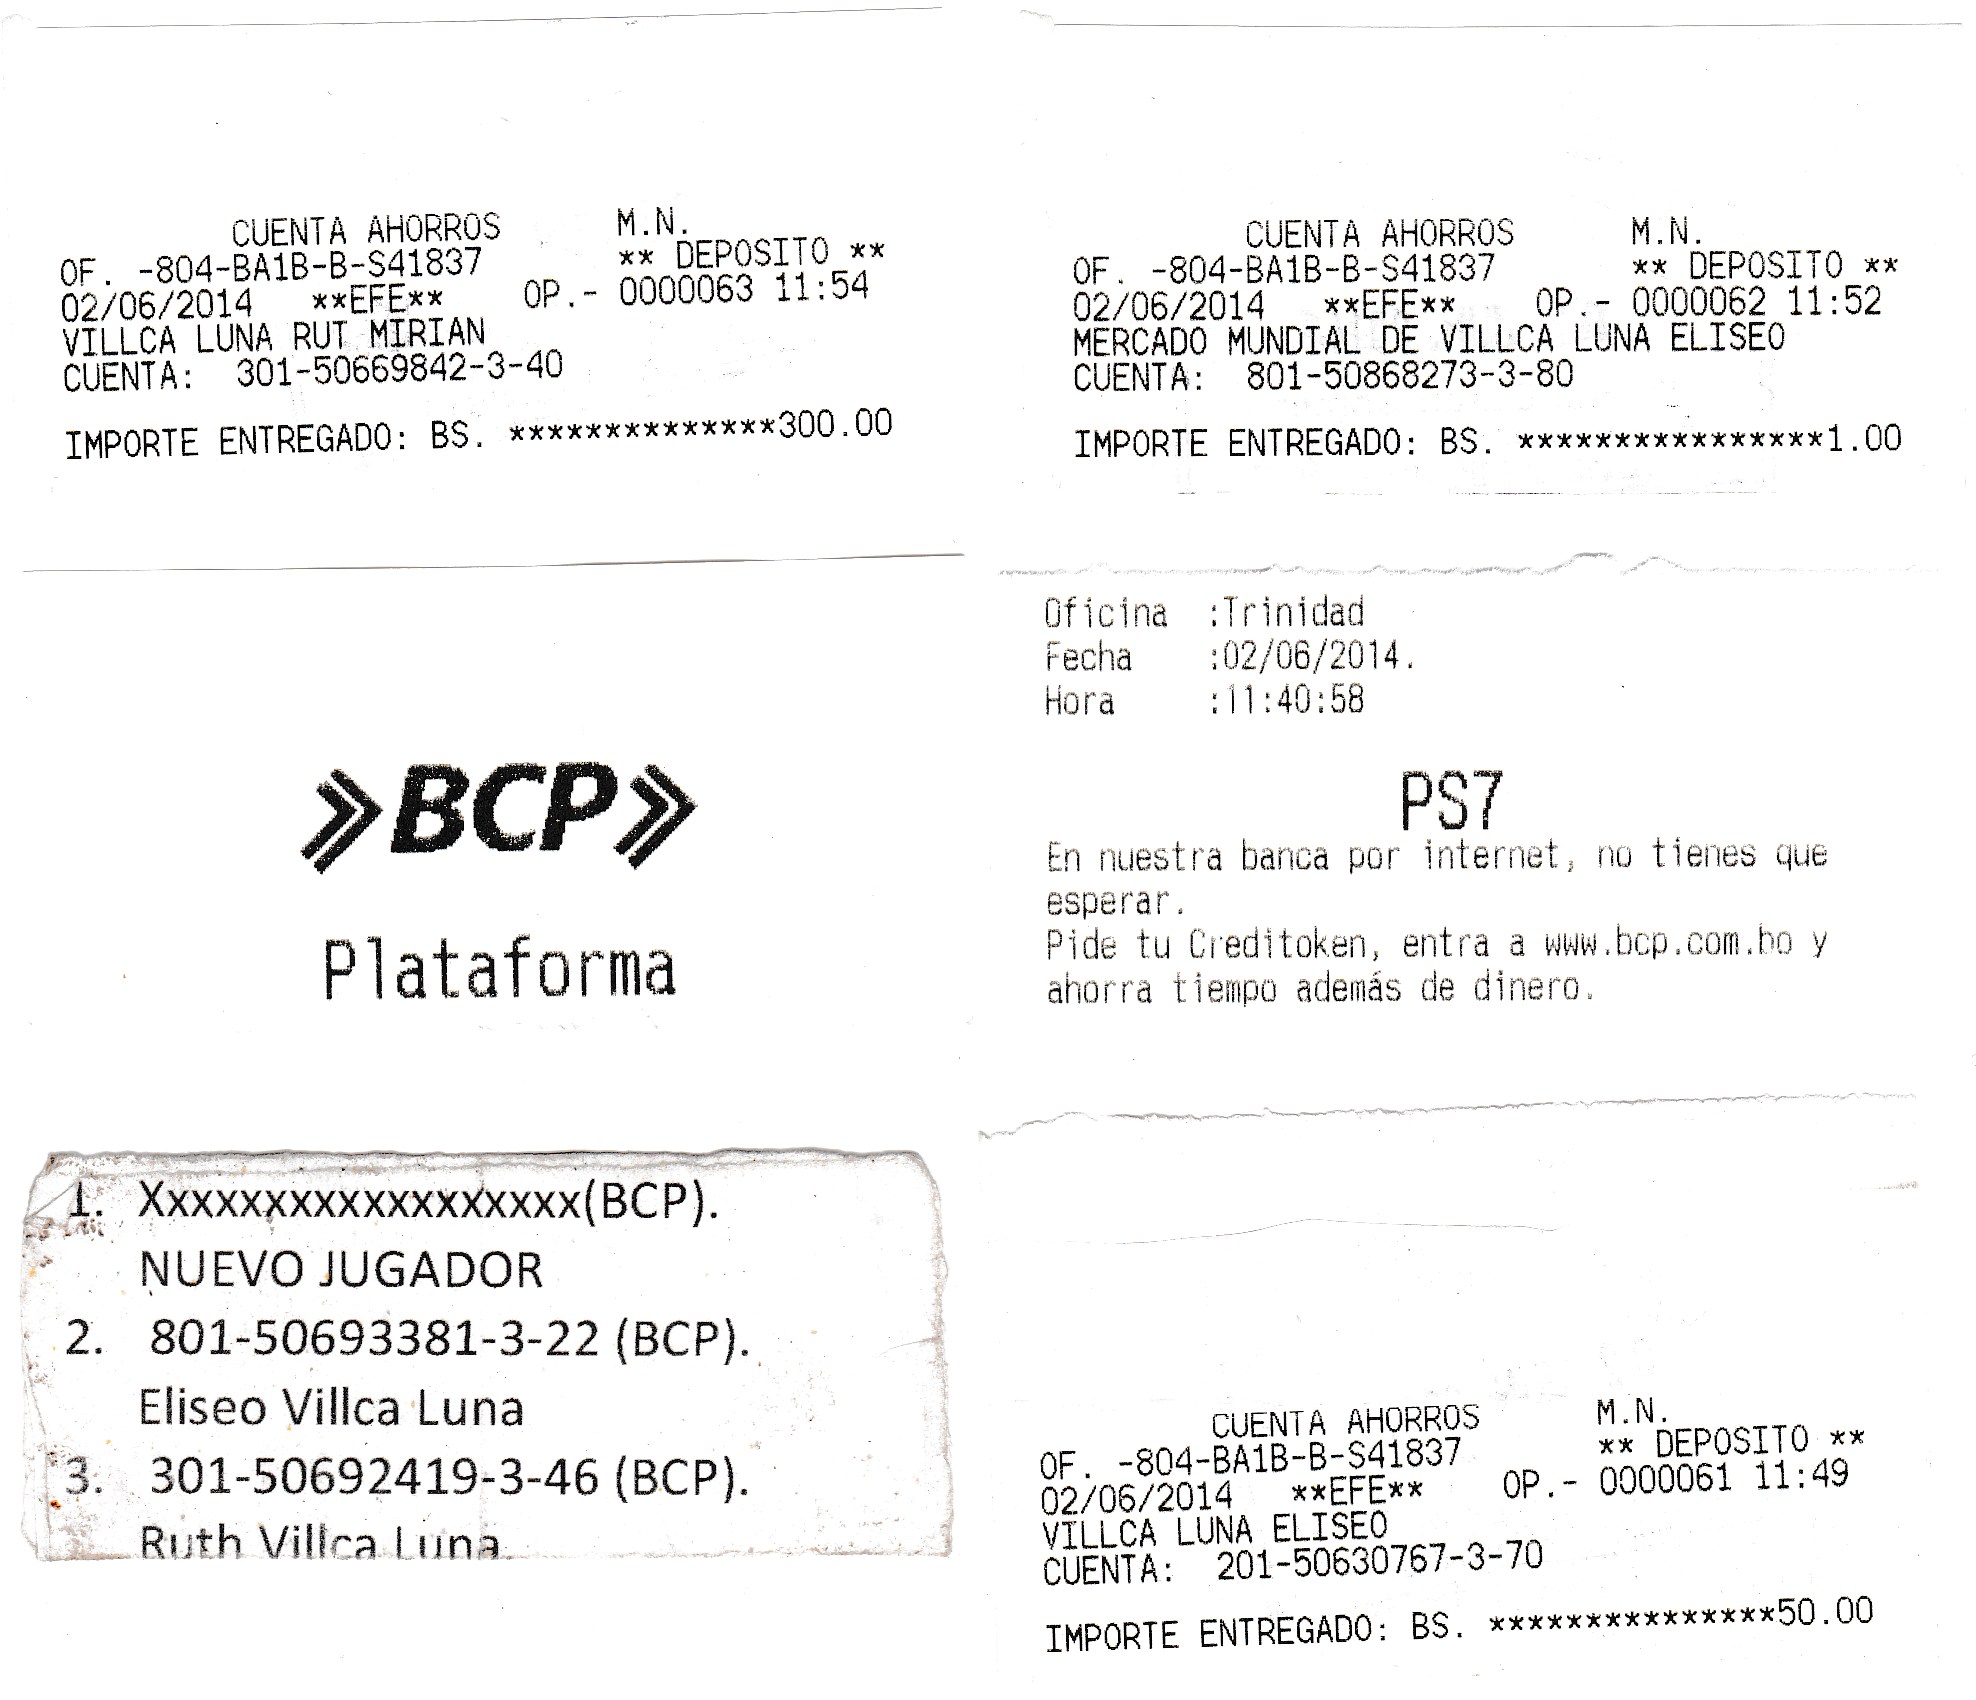 CUENTA AHORROS M.N.
OF. -804-BA1B-B-S41837 ** DEPOSITO **
02/06/2014 **EFE** OP.- 0000063 11:54
VILLCA LUNA RUT MIRIAN
CUENTA: 301-50669842-3-40
IMPORTE ENTREGADO: BS. **************300.00
CUENTA AHORROS M.N.
OF. -804-BA1B-B-S41837 ** DEPOSITO **
02/06/2014 **EFE** OP.- 0000062 11:52
MERCADO MUNDIAL DE VILLCA LUNA ELISEO
CUENTA: 801-50868273-3-80
IMPORTE ENTREGADO: BS. ****************1.00
»BCP»
Plataforma
Oficina :Trinidad
Fecha :02/06/2014.
Hora :11:40:58
PS7
En nuestra banca por internet, no tienes que
esperar.
Pide tu Creditoken, entra a www.bcp.com.bo y
ahorra tiempo además de dinero.
1. Xxxxxxxxxxxxxxxxxx(BCP).
NUEVO JUGADOR
2. 801-50693381-3-22 (BCP).
Eliseo Villca Luna
3. 301-50692419-3-46 (BCP).
Ruth Villca Luna
CUENTA AHORROS M.N.
OF. -804-BA1B-B-S41837 ** DEPOSITO **
02/06/2014 **EFE** OP.- 0000061 11:49
VILLCA LUNA ELISEO
CUENTA: 201-50630767-3-70
IMPORTE ENTREGADO: BS. ***************50.00